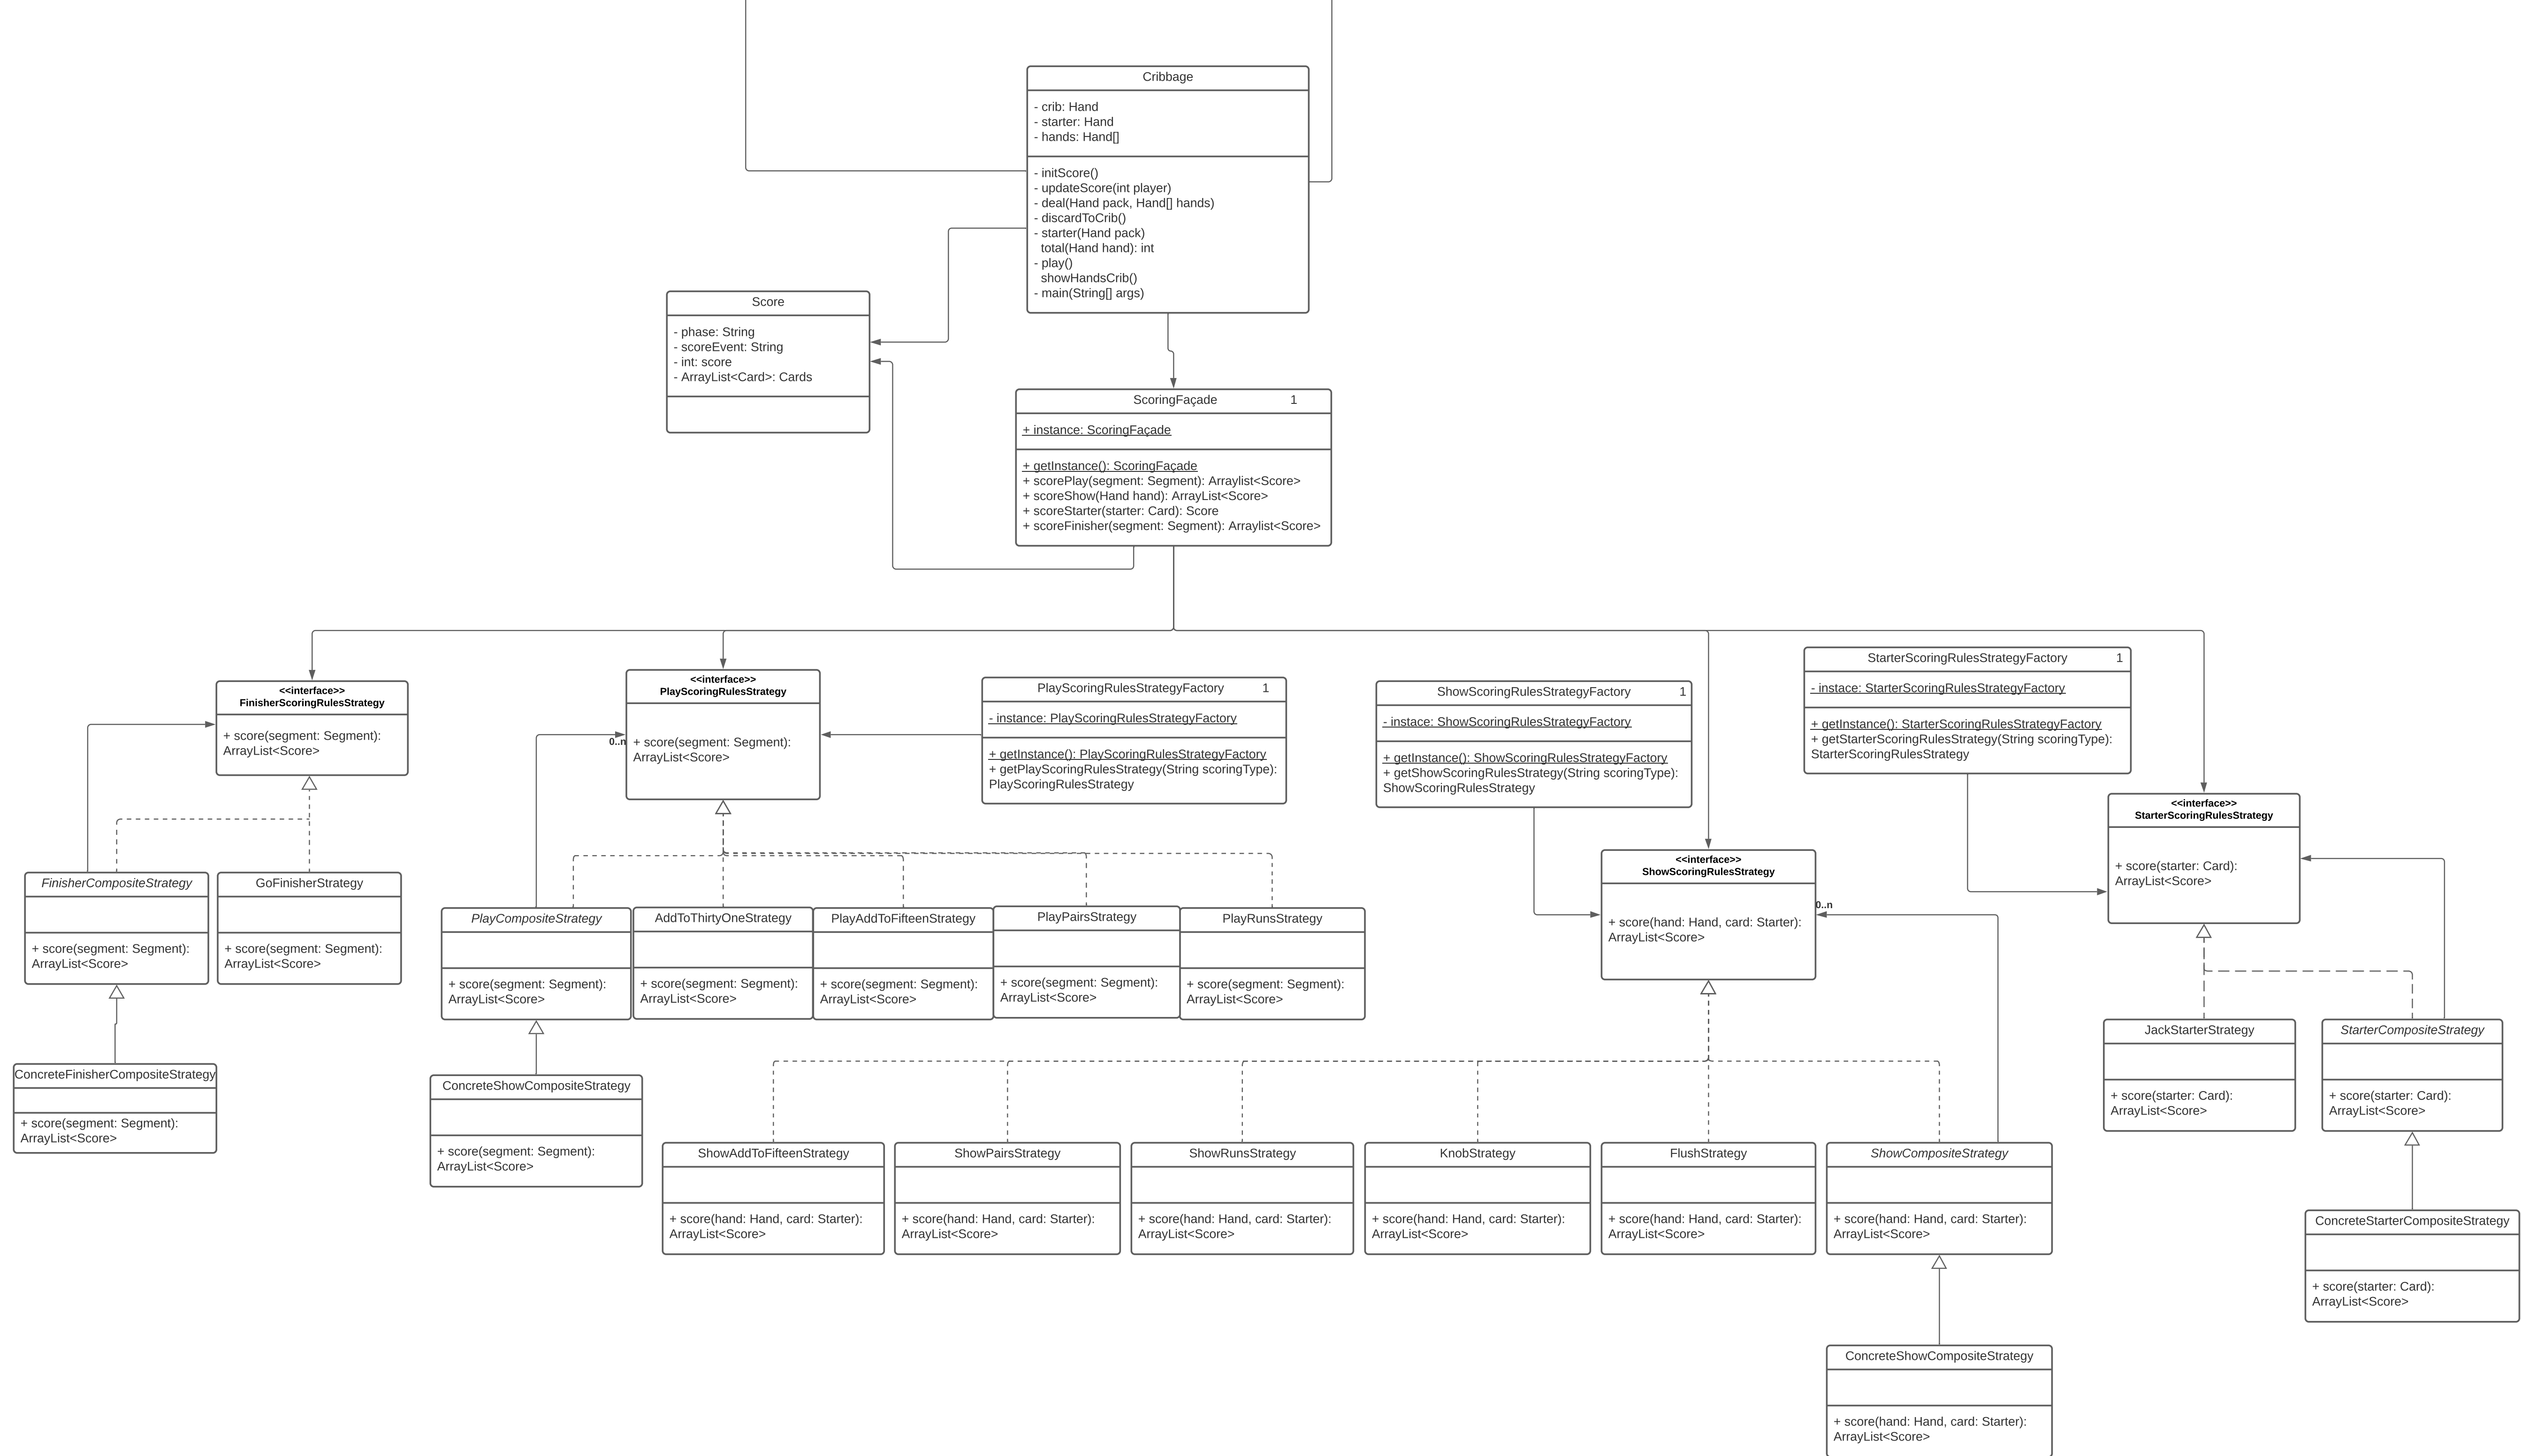 Cribbage
- crib: Hand
- starter: Hand
- hands: Hand[]
- initScore()
- updateScore(int player)
- deal(Hand pack, Hand[] hands)
- discardToCrib()
- starter(Hand pack)
total(Hand hand): int
- play()
showHandsCrib()
- main(String[] args)
Score
- phase: String
- scoreEvent: String
- int: score
- ArrayList<Card>: Cards
ScoringFaçade 1
+ instance: ScoringFaçade
+ getInstance(): ScoringFaçade
+ scorePlay(segment: Segment): Arraylist<Score>
+ scoreShow(Hand hand): ArrayList<Score>
+ scoreStarter(starter: Card): Score
+ scoreFinisher(segment: Segment): Arraylist<Score>
<<interface>>
FinisherScoringRulesStrategy
+ score(segment: Segment):
ArrayList<Score>
<<interface>>
PlayScoringRulesStrategy
0..n
+ score(segment: Segment):
ArrayList<Score>
PlayScoringRulesStrategyFactory 1
- instance: PlayScoringRulesStrategyFactory
+ getInstance(): PlayScoringRulesStrategyFactory
+ getPlayScoringRulesStrategy(String scoringType):
PlayScoringRulesStrategy
ShowScoringRulesStrategyFactory 1
- instace: ShowScoringRulesStrategyFactory
+ getInstance(): ShowScoringRulesStrategyFactory
+ getShowScoringRulesStrategy(String scoringType):
ShowScoringRulesStrategy
StarterScoringRulesStrategyFactory 1
- instace: StarterScoringRulesStrategyFactory
+ getInstance(): StarterScoringRulesStrategyFactory
+ getStarterScoringRulesStrategy(String scoringType):
StarterScoringRulesStrategy
<<interface>>
StarterScoringRulesStrategy
+ score(starter: Card):
ArrayList<Score>
<<interface>>
ShowScoringRulesStrategy
0..n
+ score(hand: Hand, card: Starter):
ArrayList<Score>
FinisherCompositeStrategy
+ score(segment: Segment):
ArrayList<Score>
GoFinisherStrategy
+ score(segment: Segment):
ArrayList<Score>
PlayCompositeStrategy
+ score(segment: Segment):
ArrayList<Score>
AddToThirtyOneStrategy
+ score(segment: Segment):
ArrayList<Score>
PlayAddToFifteenStrategy
+ score(segment: Segment):
ArrayList<Score>
PlayPairsStrategy
+ score(segment: Segment):
ArrayList<Score>
PlayRunsStrategy
+ score(segment: Segment):
ArrayList<Score>
JackStarterStrategy
+ score(starter: Card):
ArrayList<Score>
StarterCompositeStrategy
+ score(starter: Card):
ArrayList<Score>
ConcreteFinisherCompositeStrategy
+ score(segment: Segment):
ArrayList<Score>
ConcreteShowCompositeStrategy
+ score(segment: Segment):
ArrayList<Score>
ShowAddToFifteenStrategy
+ score(hand: Hand, card: Starter):
ArrayList<Score>
ShowPairsStrategy
+ score(hand: Hand, card: Starter):
ArrayList<Score>
ShowRunsStrategy
+ score(hand: Hand, card: Starter):
ArrayList<Score>
KnobStrategy
+ score(hand: Hand, card: Starter):
ArrayList<Score>
FlushStrategy
+ score(hand: Hand, card: Starter):
ArrayList<Score>
ShowCompositeStrategy
+ score(hand: Hand, card: Starter):
ArrayList<Score>
ConcreteStarterCompositeStrategy
+ score(starter: Card):
ArrayList<Score>
ConcreteShowCompositeStrategy
+ score(hand: Hand, card: Starter):
ArrayList<Score>